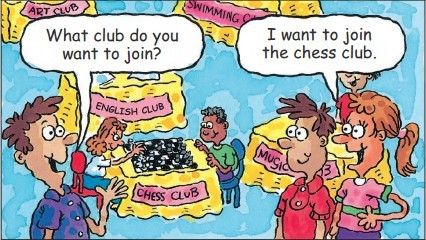 ART CLUB
SWIMMING
What club do you
want to join?
I want to join
the chess club.
ENGLISH CLUB
MUSIC
CHESS CLUB